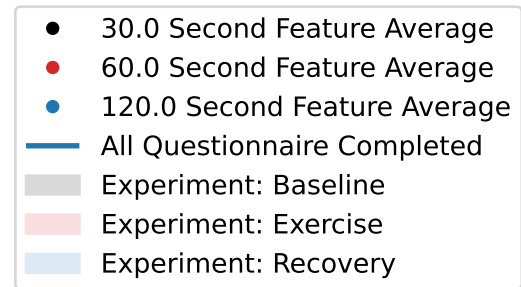 30.0 Second Feature Average
60.0 Second Feature Average
120.0 Second Feature Average
All Questionnaire Completed
Experiment: Baseline
Experiment: Exercise
Experiment: Recovery